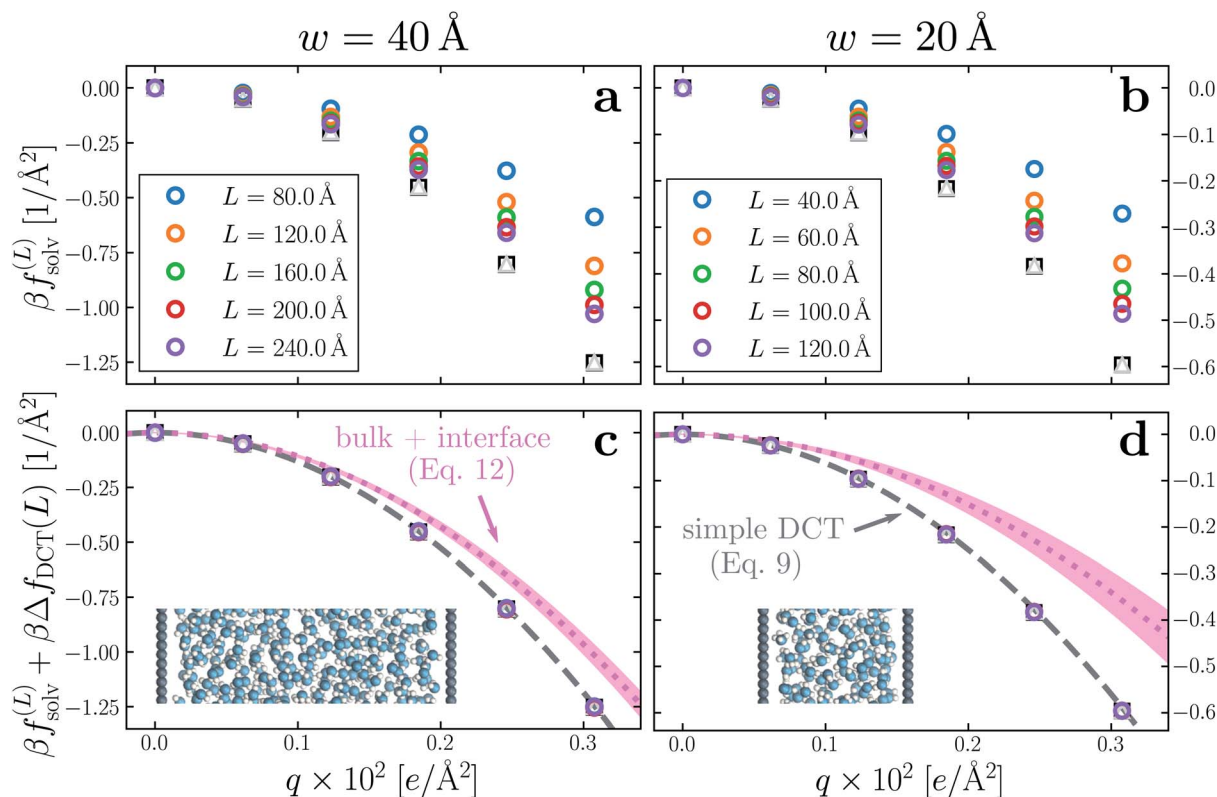 w = 40 Å
w = 20 Å
a
b
βf_solv^(L) [1/Å²]
0.00
−0.25
−0.50
−0.75
−1.00
−1.25
L = 80.0 Å
L = 120.0 Å
L = 160.0 Å
L = 200.0 Å
L = 240.0 Å
L = 40.0 Å
L = 60.0 Å
L = 80.0 Å
L = 100.0 Å
L = 120.0 Å
0.0
−0.1
−0.2
−0.3
−0.4
−0.5
−0.6
c
d
βf_solv^(L) + βΔf_DCT(L) [1/Å²]
0.00
−0.25
−0.50
−0.75
−1.00
−1.25
bulk + interface
(Eq. 12)
simple DCT
(Eq. 9)
0.0
−0.1
−0.2
−0.3
−0.4
−0.5
−0.6
0.0
0.1
0.2
0.3
0.0
0.1
0.2
0.3
q × 10² [e/Å²]
q × 10² [e/Å²]